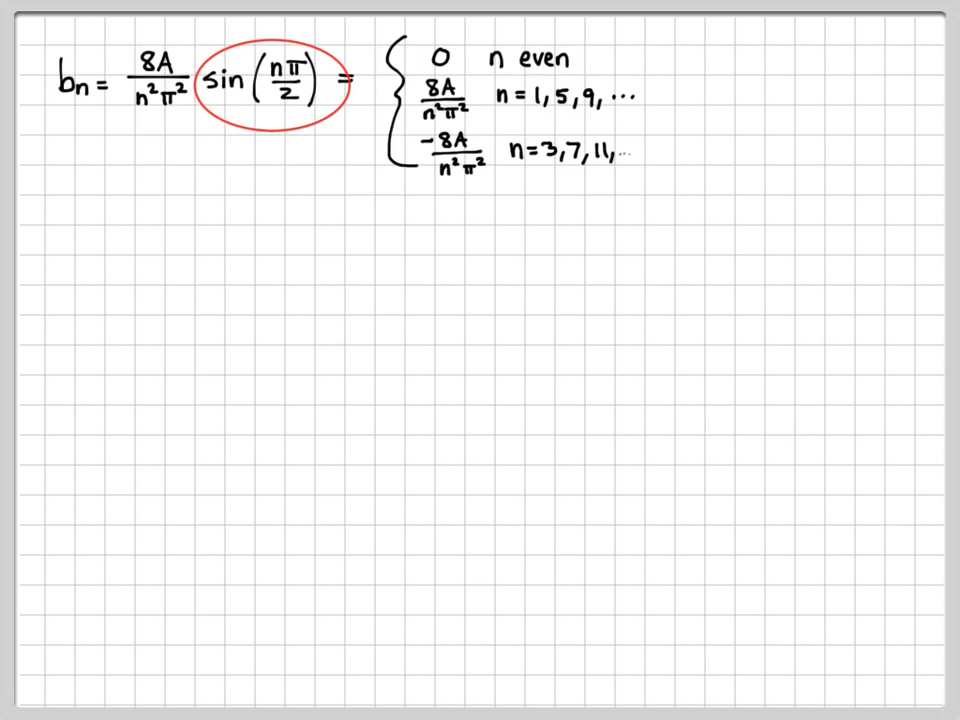 bn = 8A/n²π² sin(nπ/2) =
0 n even
8A/n²π² n = 1, 5, 9, ...
-8A/n²π² n = 3, 7, 11, ...